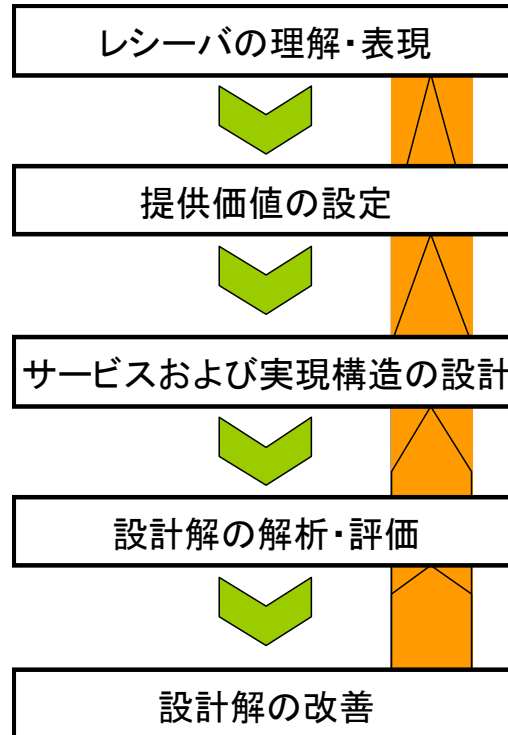 レシーバの理解・表現
提供価値の設定
サービスおよび実現構造の設計
設計解の解析・評価
設計解の改善